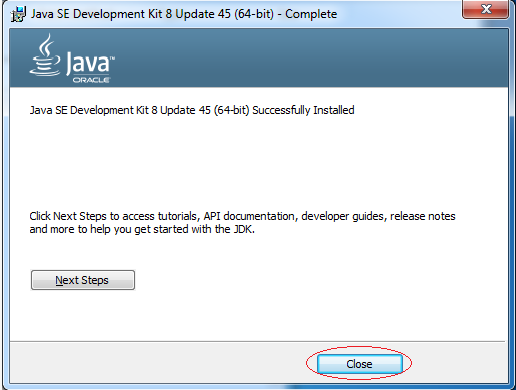 Java SE Development Kit 8 Update 45 (64-bit) - Complete
Java™
ORACLE
Java SE Development Kit 8 Update 45 (64-bit) Successfully Installed
Click Next Steps to access tutorials, API documentation, developer guides, release notes
and more to help you get started with the JDK.
Next Steps
Close